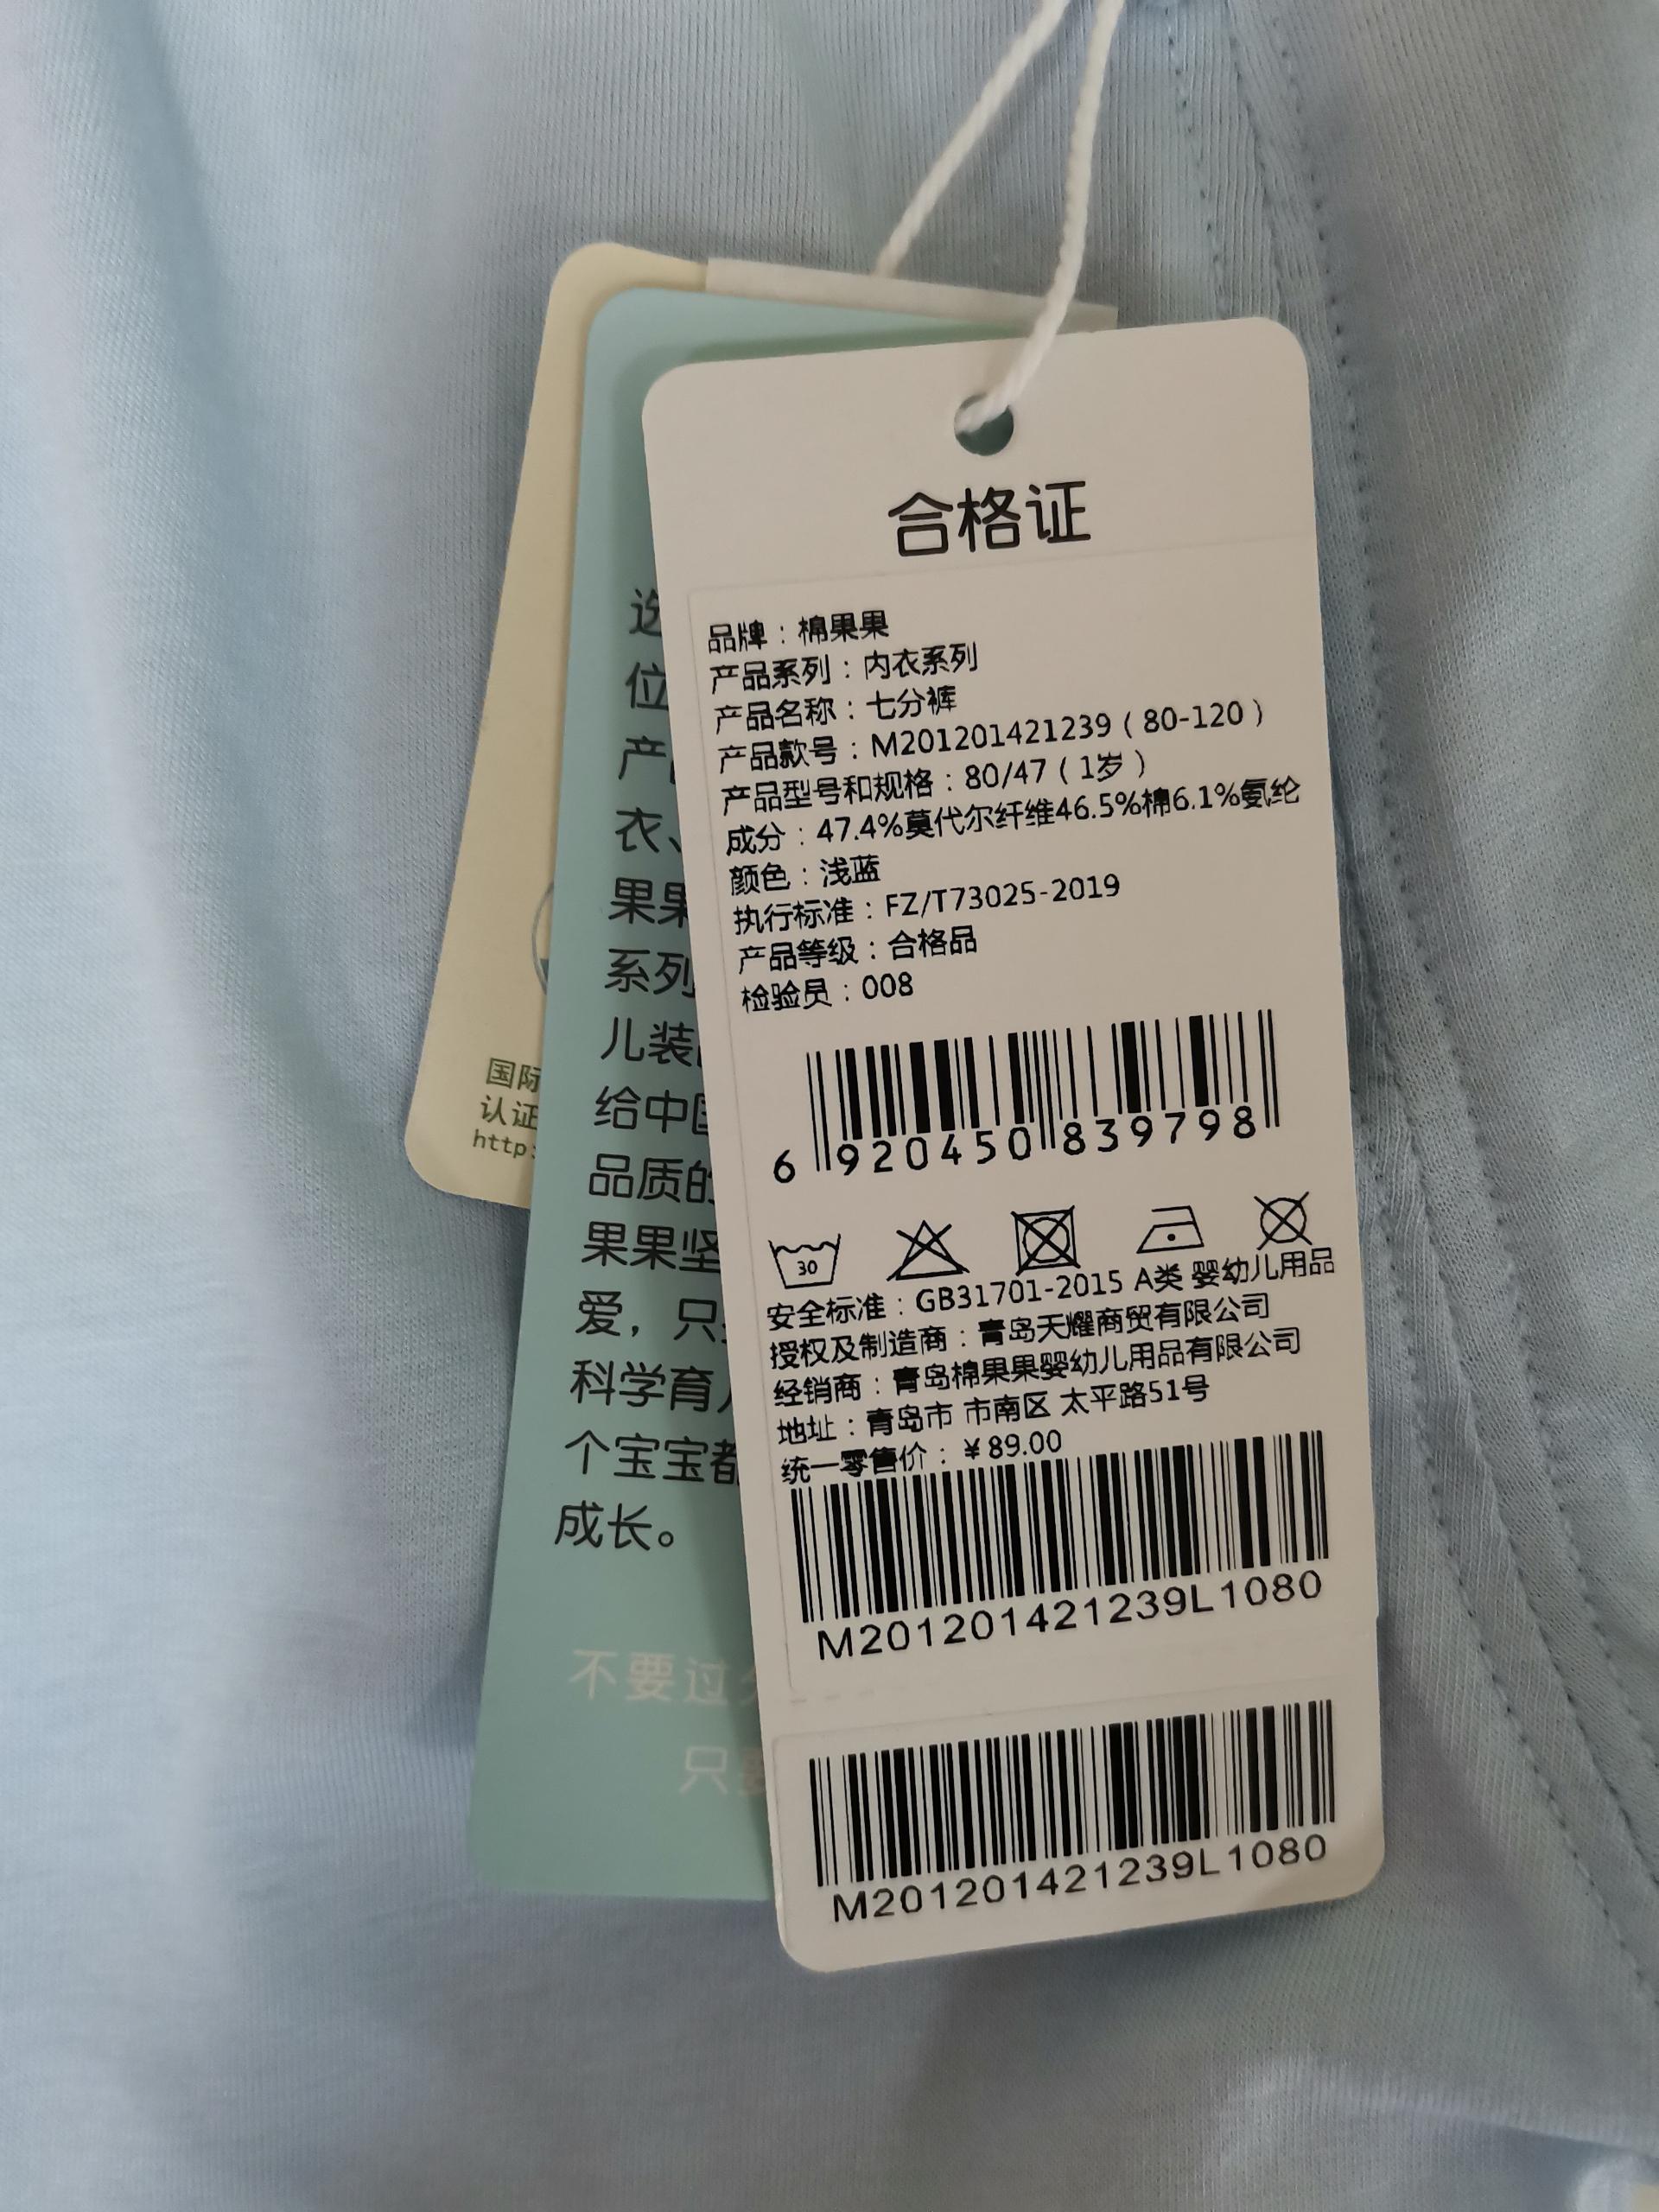 合格证
品牌：棉果果
产品系列：内衣系列
产品名称：七分裤
产品款号：M201201421239（80-120）
产品型号和规格：80/47（1岁）
成分：47.4%莫代尔纤维46.5%棉6.1%氨纶
颜色：浅蓝
执行标准：FZ/T73025-2019
产品等级：合格品
检验员：008
6 920450 839798
30
安全标准：GB31701-2015 A类 婴幼儿用品
授权及制造商：青岛天耀商贸有限公司
经销商：青岛棉果果婴幼儿用品有限公司
地址：青岛市 市南区 太平路51号
统一零售价：¥89.00
M201201421239L1080
M201201421239L1080
位
产
衣、
果果
系列
儿装
给中国
品质的
果果坚
爱，只
科学育
个宝宝都
成长。
不要过
只要
国际
认证
http: